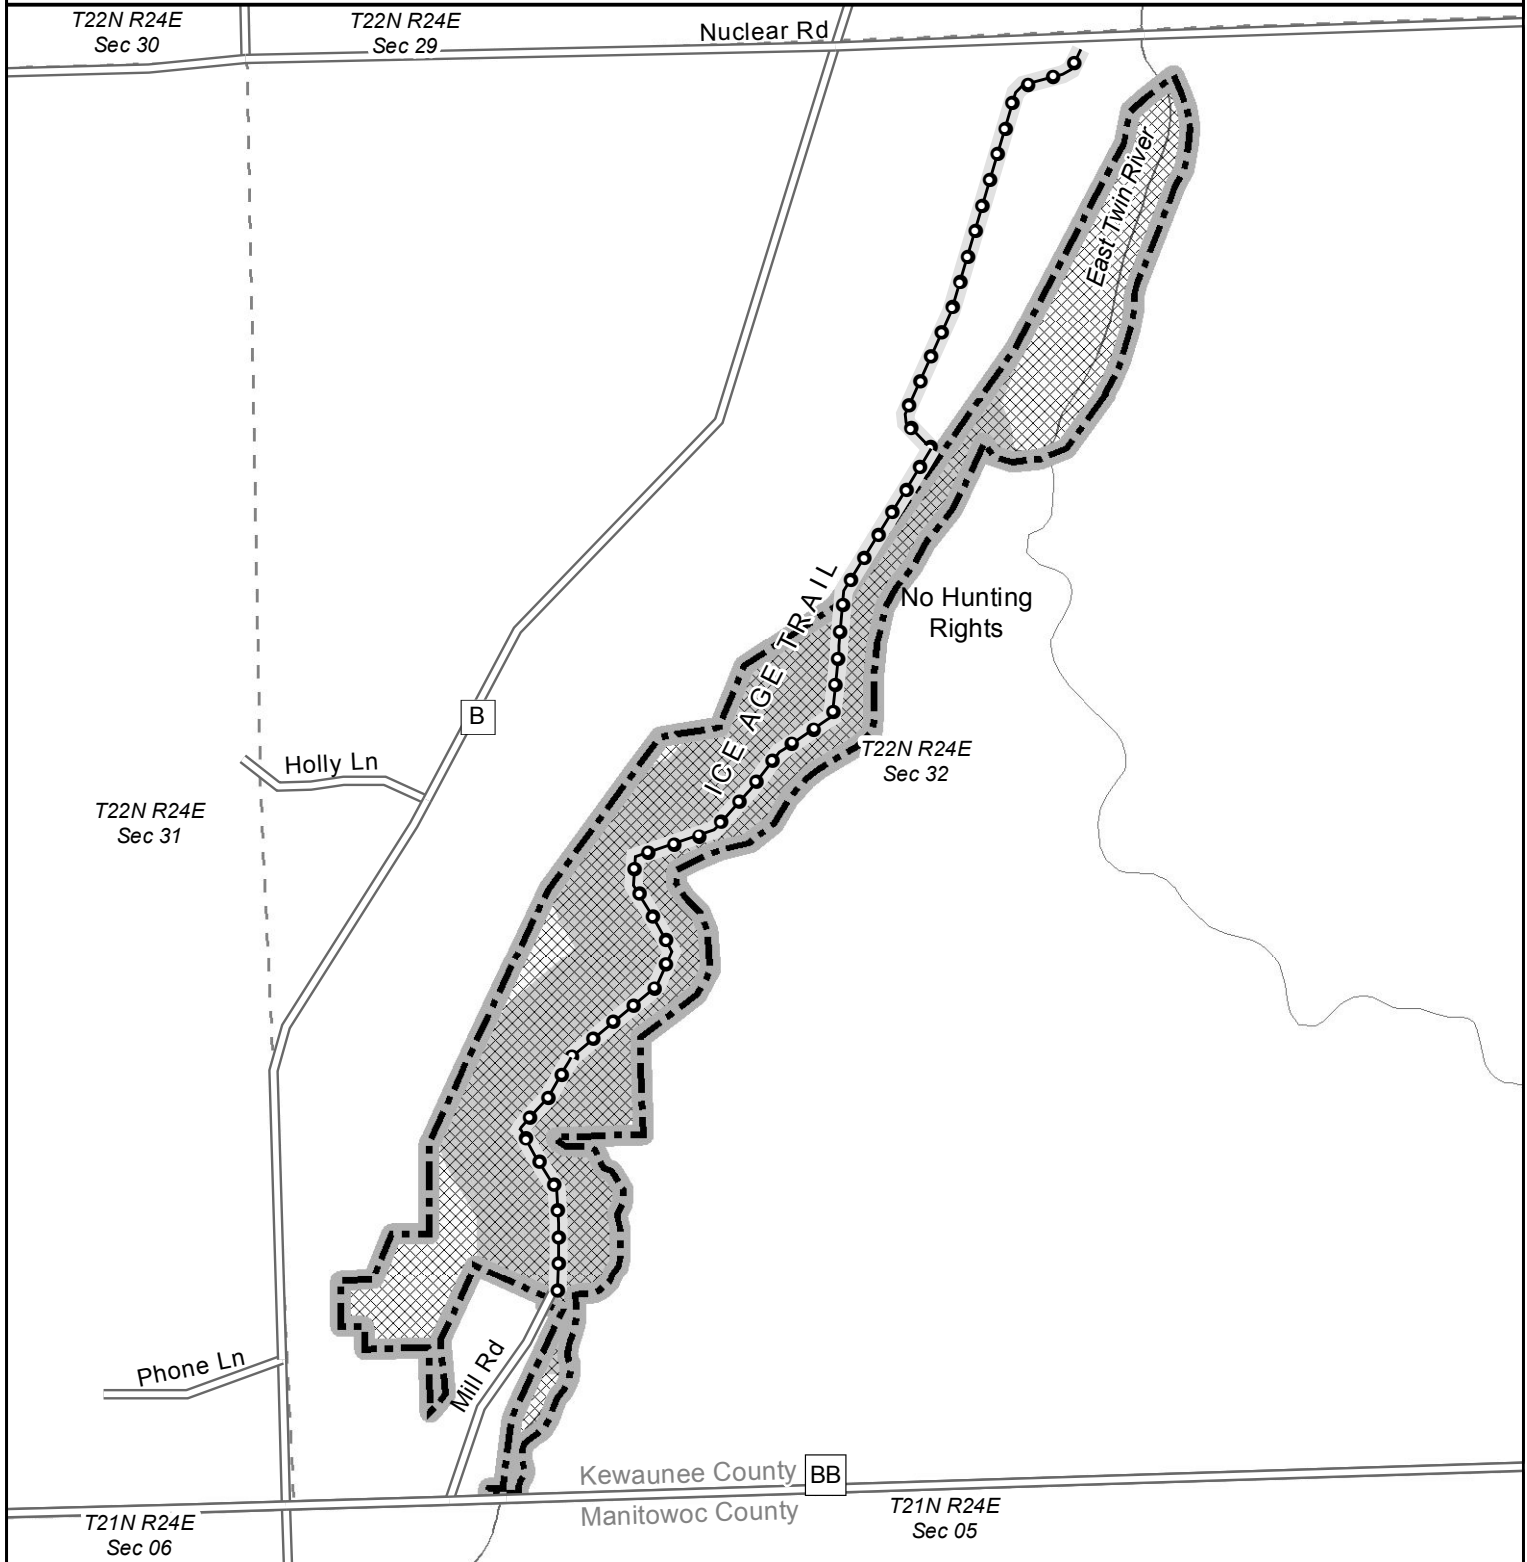 T22N R24E
Sec 30
T22N R24E
Sec 29
Nuclear Rd
East Twin River
ICE AGE TRAIL
No Hunting
Rights
B
Holly Ln
T22N R24E
Sec 32
T22N R24E
Sec 31
Phone Ln
Mill Rd
Kewaunee County
BB
Manitowoc County
T21N R24E
Sec 06
T21N R24E
Sec 05